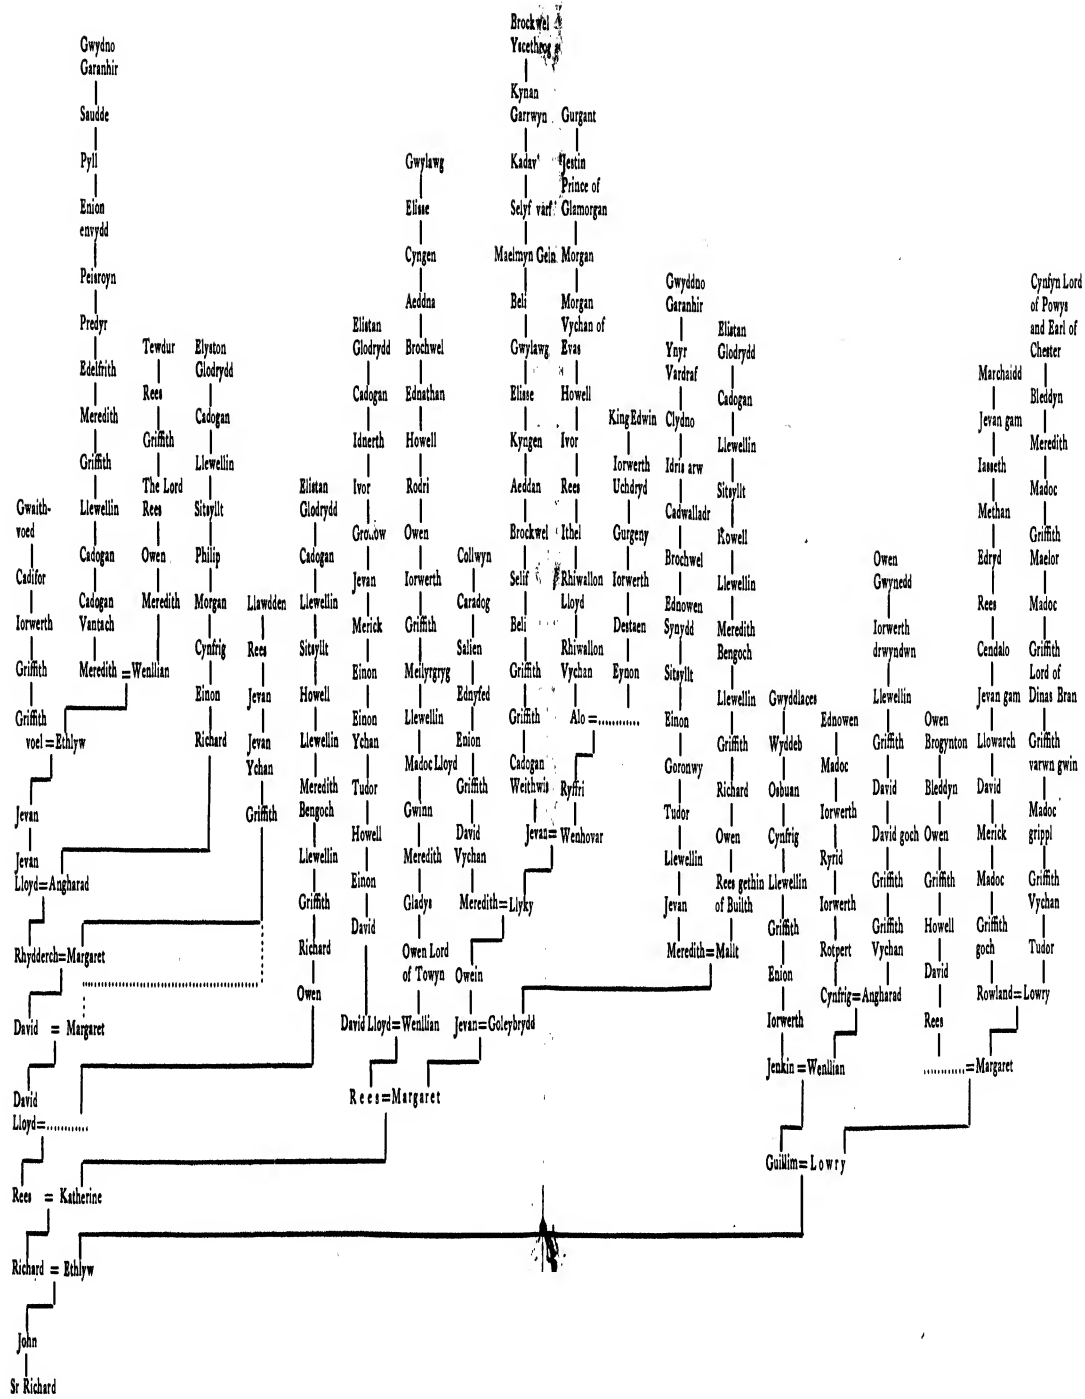 Gwaith-
voed
Cadifor
Iorwerth
Griffith
Griffith
voel = Ethlyw
Jevan
Jevan
Lloyd = Angharad
Rhydderch = Margaret
David = Margaret
David
Lloyd = ............
Rees = Katherine
Richard = Ethlyw
John
Sr Richard
Gwydno
Garanhir
Saudde
Pyll
Enion
envydd
Peisroyn
Predyr
Edelfrith
Meredith
Griffith
Llewellin
Cadogan
Cadogan
Vantach
Meredith = Wenllian
Tewdur
Rees
Griffith
The Lord
Rees
Owen
Meredith
Elyston
Glodrydd
Cadogan
Llewellin
Sitsyllt
Philip
Morgan
Cynfrig
Einon
Richard
Llawdden
Rees
Jevan
Jevan
Ychan
Griffith
Elistan
Glodrydd
Cadogan
Llewellin
Sitsyllt
Howell
Llewellin
Meredith
Bengoch
Llewellin
Griffith
Richard
Owen
Elistan
Glodrydd
Cadogan
Idnerth
Ivor
Gronow
Jevan
Merick
Einon
Einon
Ychan
Tudor
Howell
Einon
David
David Lloyd = Wenllian
Rees = Margaret
Gwylawg
Elisse
Cyngen
Aeddna
Brochwel
Ednathan
Howell
Rodri
Owen
Iorwerth
Griffith
Meilyrgryg
Llewellin
Madoc Lloyd
Gwinn
Meredith
Gladys
Owen Lord
of Towyn
Collwyn
Caradog
Salien
Ednyfed
Enion
Griffith
David
Vychan
Meredith = Llyky
Owein
Jevan = Goleybrydd
Brockwel
Yscethrog
Kynan
Garrwyn
Kadav
Selyf varf
Maelmyn Geln
Beli
Gwylawg
Elisse
Kyngen
Aeddan
Brockwel
Selif
Beli
Griffith
Griffith
Cadogan
Weithwis
Jevan = Wenhovar
Gurgant
Jestin
Prince of
Glamorgan
Morgan
Morgan
Vychan of
Evas
Howell
Ivor
Rees
Ithel
Rhiwallon
Lloyd
Rhiwallon
Vychan
Alo = ............
Ryffri
King Edwin
Iorwerth
Uchdryd
Gurgeny
Iorwerth
Destaen
Eynon
Gwyddno
Garanhir
Ynyr
Vardraf
Clydno
Idris arw
Cadwalladr
Brochwel
Ednowen
Synydd
Sitsyllt
Einon
Goronwy
Tudor
Llewellin
Jevan
Meredith = Mallt
Elistan
Glodrydd
Cadogan
Llewellin
Sitsyllt
Rowell
Llewellin
Meredith
Bengoch
Llewellin
Griffith
Richard
Owen
Rees gethin
of Builth
Gwyddlaces
Wyddeb
Osbuan
Cynfrig
Llewellin
Griffith
Enion
Iorwerth
Jenkin = Wenllian
Guillim = Lowry
Ednowen
Madoc
Iorwerth
Ryrid
Iorwerth
Rotpert
Cynfrig = Angharad
Owen
Gwynedd
Iorwerth
drwyndwn
Llewellin
Griffith
David
David goch
Griffith
Griffith
Vychan
Owen
Brogynton
Bleddyn
Owen
Griffith
Howell
David
Rees
............ = Margaret
Marchaidd
Jevan gam
Iasseth
Methan
Edryd
Rees
Cendalo
Jevan gam
Llowarch
David
Merick
Madoc
Griffith
goch
Rowland = Lowry
Cynfyn Lord
of Powys
and Earl of
Chester
Bleddyn
Meredith
Madoc
Griffith
Maelor
Madoc
Griffith
Lord of
Dinas Bran
Griffith
varwn gwin
Madoc
grippl
Griffith
Vychan
Tudor